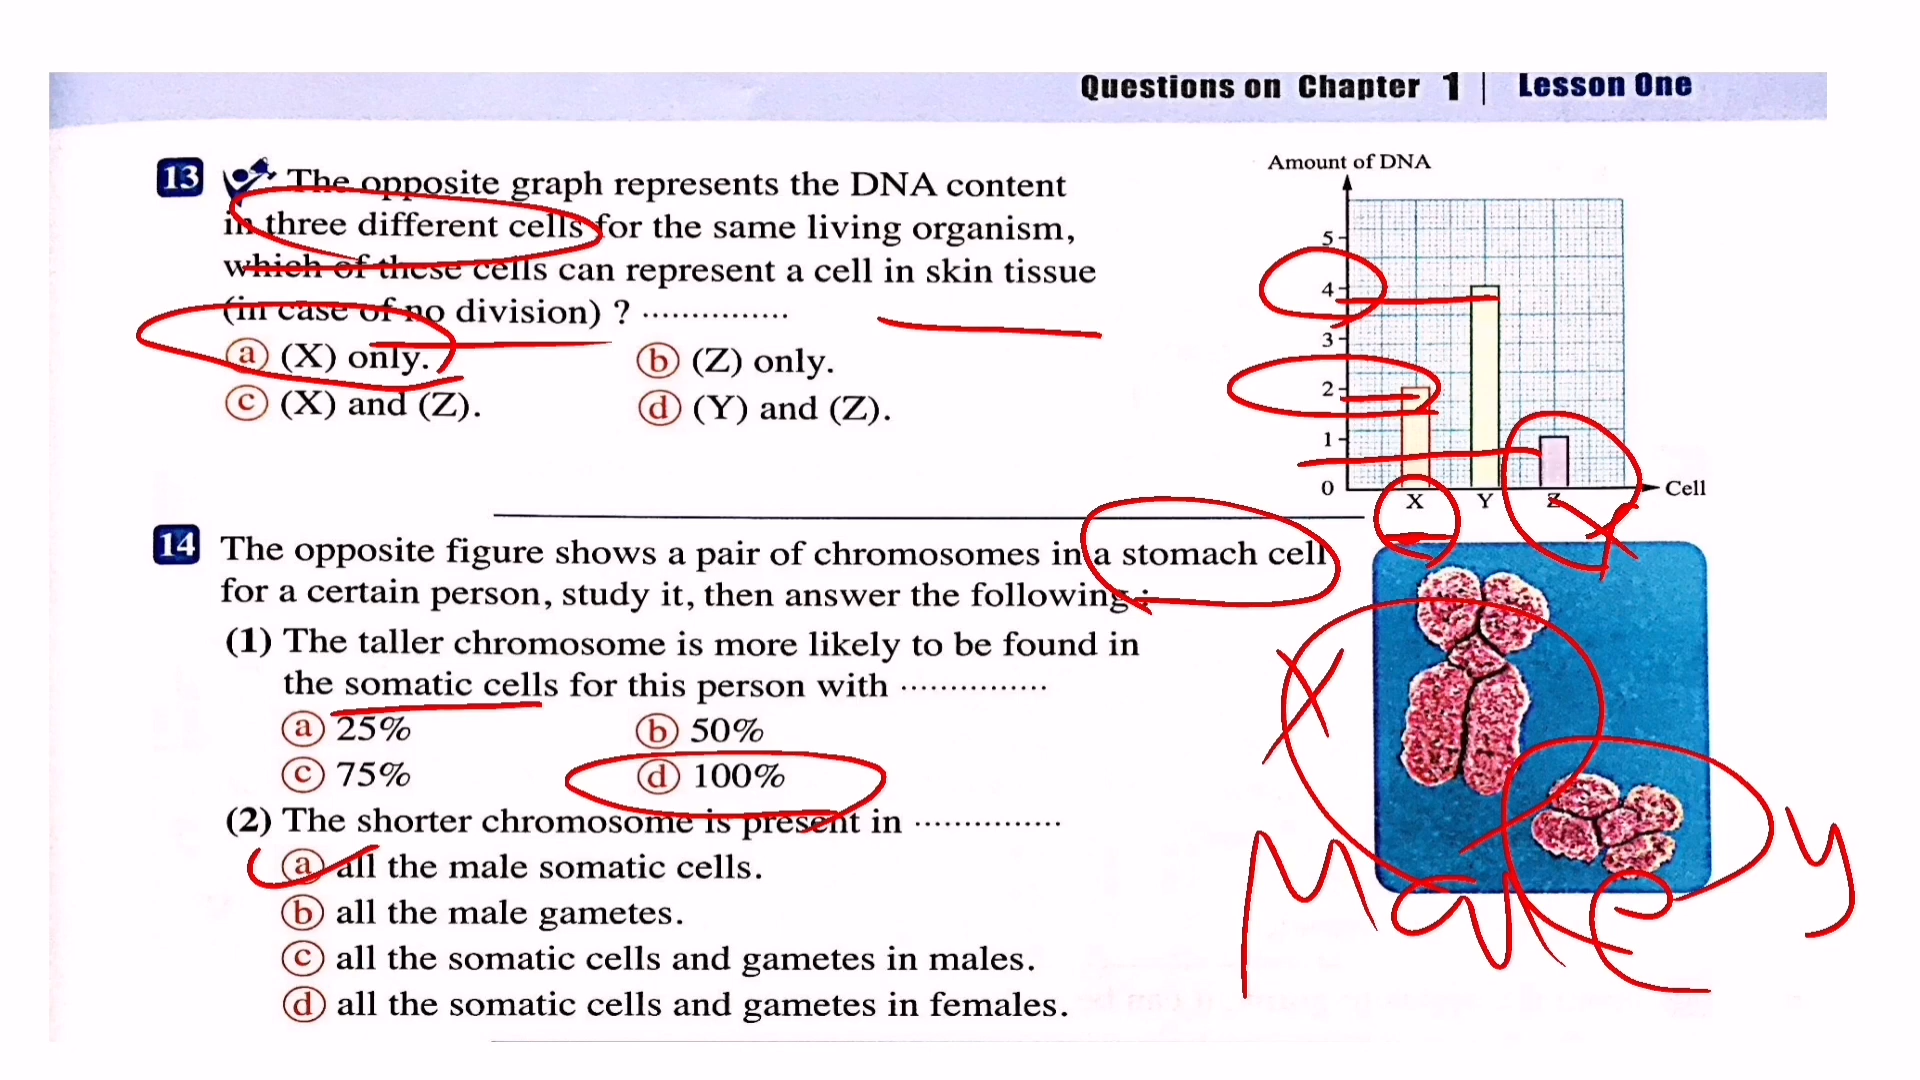 Questions on Chapter 1 | Lesson One
13 The opposite graph represents the DNA content
in three different cells for the same living organism,
which of these cells can represent a cell in skin tissue
(in case of no division) ? ...............
a (X) only.
b (Z) only.
c (X) and (Z).
d (Y) and (Z).
Amount of DNA
5
4
3
2
1
0
X Y Z
Cell
14 The opposite figure shows a pair of chromosomes in a stomach cell
for a certain person, study it, then answer the following :
(1) The taller chromosome is more likely to be found in
the somatic cells for this person with ...............
a 25%
b 50%
c 75%
d 100%
(2) The shorter chromosome is present in ...............
a all the male somatic cells.
b all the male gametes.
c all the somatic cells and gametes in males.
d all the somatic cells and gametes in females.
X
y
Male